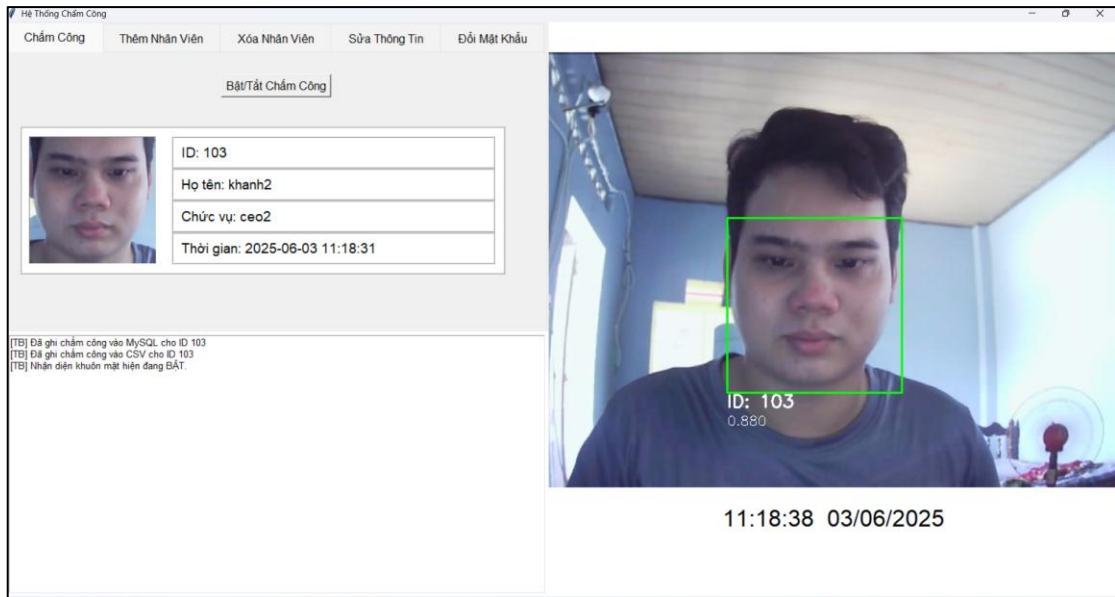 Hệ Thống Chấm Công
Chấm Công Thêm Nhân Viên Xóa Nhân Viên Sửa Thông Tin Đổi Mật Khẩu
Bật/Tắt Chấm Công
ID: 103
Họ tên: khanh2
Chức vụ: ceo2
Thời gian: 2025-06-03 11:18:31
[TB] Đã ghi chấm công vào MySQL cho ID 103
[TB] Đã ghi chấm công vào CSV cho ID 103
[TB] Nhận diện khuôn mặt hiện đang BẬT.
ID: 103
0.880
11:18:38 03/06/2025